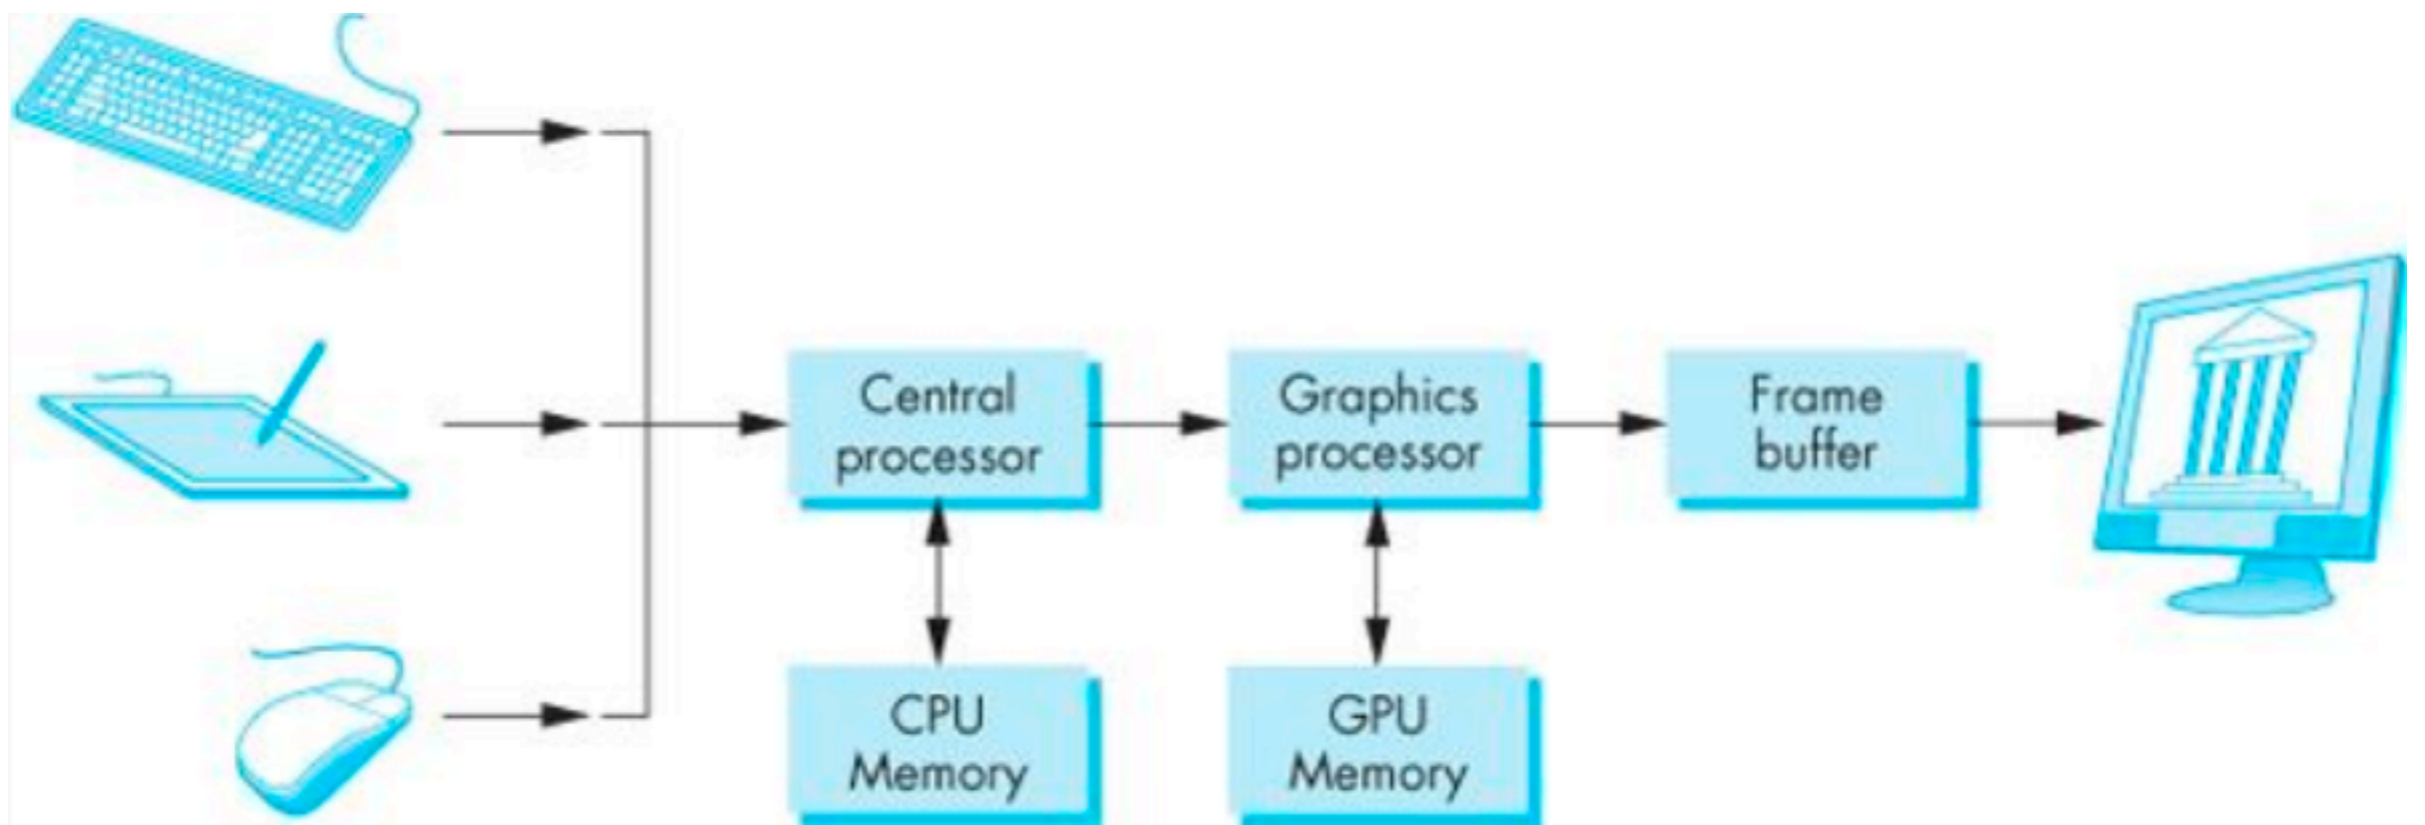 Central
processor
Graphics
processor
Frame
buffer
CPU
Memory
GPU
Memory